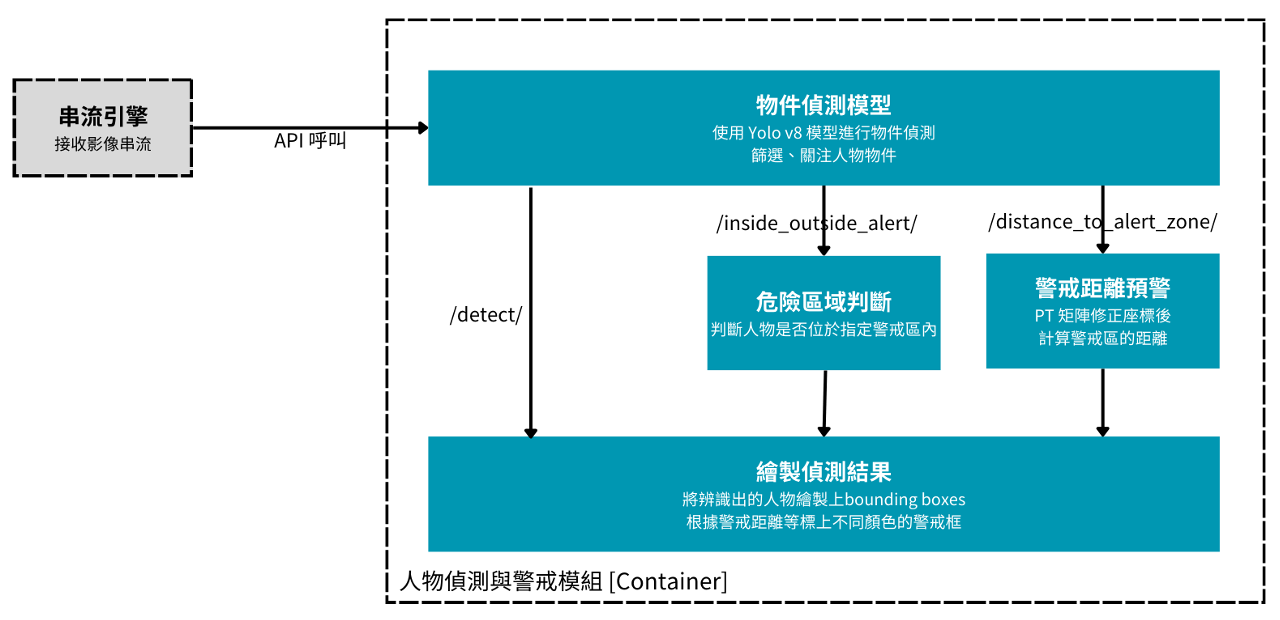 串流引擎
接收影像串流
API 呼叫
物件偵測模型
使用 Yolo v8 模型進行物件偵測
篩選、關注人物物件
/detect/
/inside_outside_alert/
/distance_to_alert_zone/
危險區域判斷
判斷人物是否位於指定警戒區內
警戒距離預警
PT 矩陣修正座標後
計算警戒區的距離
繪製偵測結果
將辨識出的人物繪製上bounding boxes
根據警戒距離等標上不同顏色的警戒框
人物偵測與警戒模組 [Container]